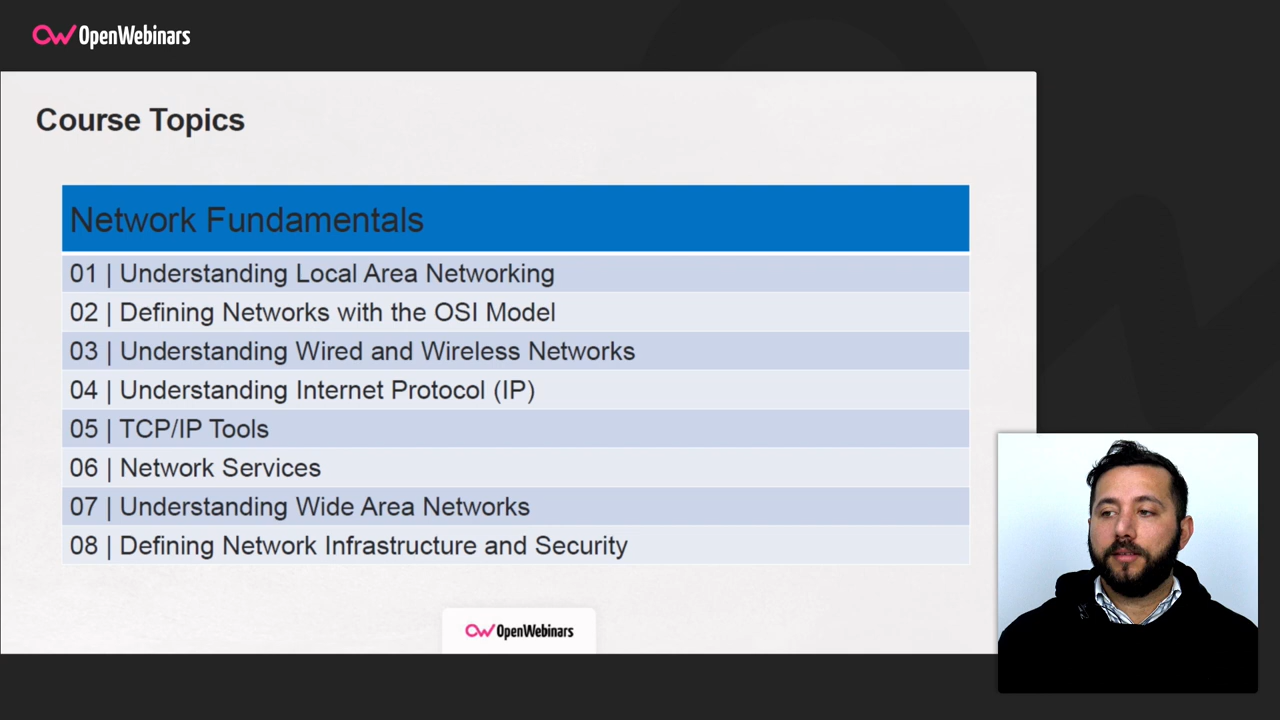 OpenWebinars
Course Topics
Network Fundamentals
01 | Understanding Local Area Networking
02 | Defining Networks with the OSI Model
03 | Understanding Wired and Wireless Networks
04 | Understanding Internet Protocol (IP)
05 | TCP/IP Tools
06 | Network Services
07 | Understanding Wide Area Networks
08 | Defining Network Infrastructure and Security
OpenWebinars